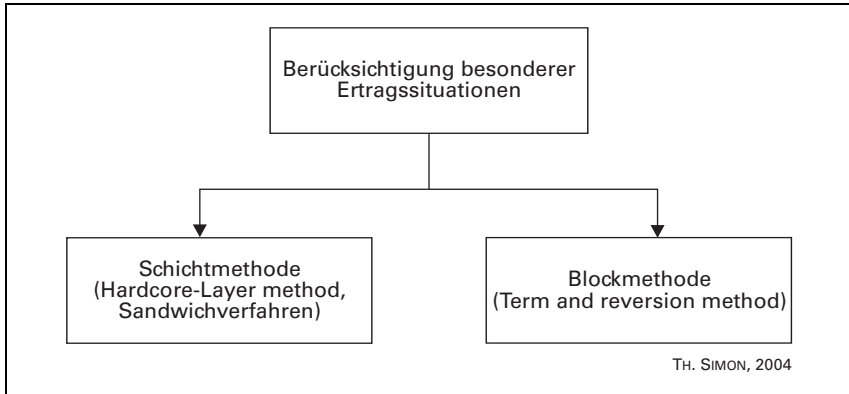 Berücksichtigung besonderer
Ertragssituationen
Schichtmethode
(Hardcore-Layer method,
Sandwichverfahren)
Blockmethode
(Term and reversion method)
TH. SIMON, 2004